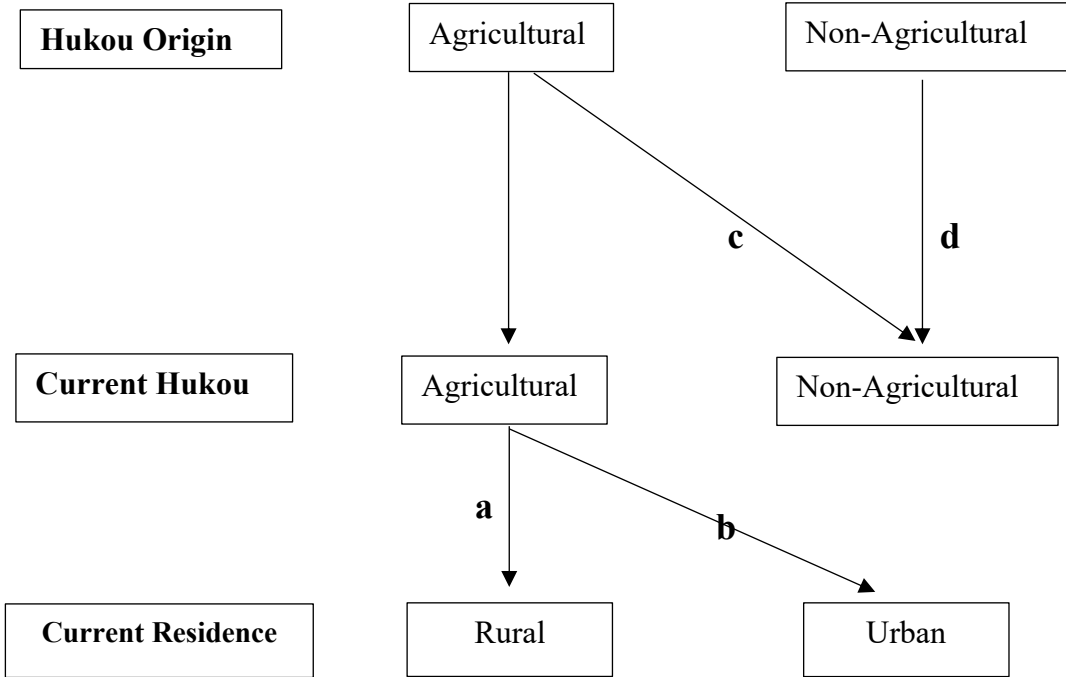 Hukou Origin
Agricultural
Non-Agricultural
c
d
Current Hukou
Agricultural
Non-Agricultural
a
b
Current Residence
Rural
Urban